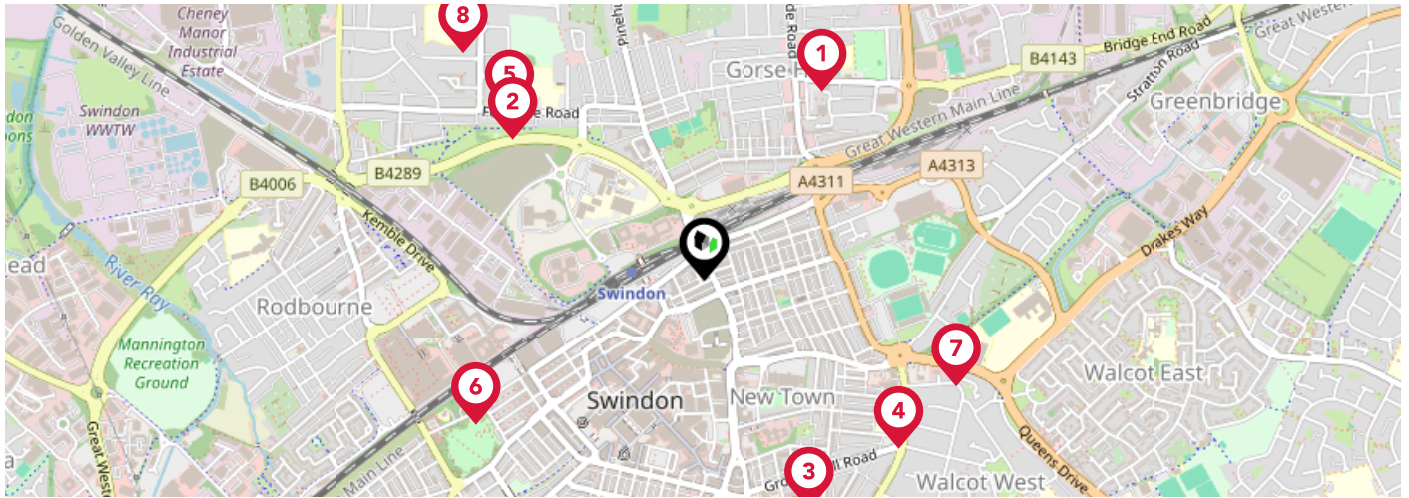 Cheney
Manor
Industrial
Estate
Golden Valley Line
8
5
2
Road
1
Gorse H
B4143
Bridge End Road
Stratton Road
Great Western
Greenbridge
Great Western Main Line
Swindon
WWTW
B4289
B4006
A4311
A4313
Kemble Drive
Drakes Way
River Ray
Rodbourne
Swindon
Mannington
Recreation
Ground
6
7
Walcot East
Swindon
New Town
4
3
Queens Drive
Main Line
Walcot West